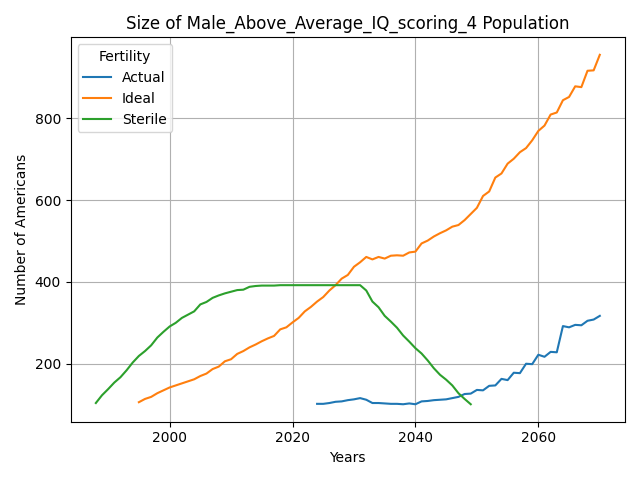 Size of Male_Above_Average_IQ_scoring_4 Population
Fertility
Actual
Ideal
Sterile
Number of Americans
800
600
400
200
2000
2020
2040
2060
Years